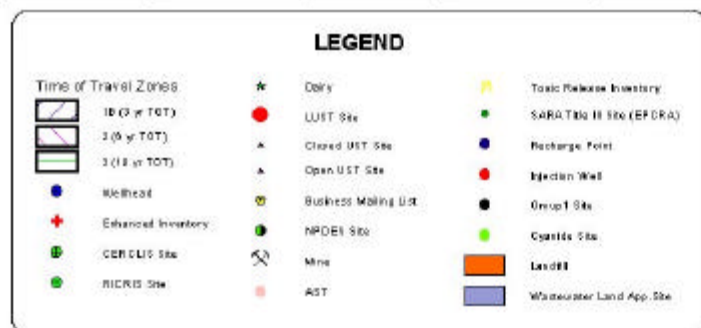 LEGEND
Time of Travel Zones
1B (3 yr TOT)
2 (6 yr TOT)
3 (10 yr TOT)
Wellhead
Enhanced Inventory
CERCLIS Site
RICRIS Site
Dairy
LUST Site
Closed UST Site
Open UST Site
Business Mailing List
NPDES Site
Mine
AST
Toxic Release Inventory
SARA Title III Site (EPCRA)
Recharge Point
Injection Well
Group1 Site
Cyanide Site
Landfill
Wastewater Land App.Site